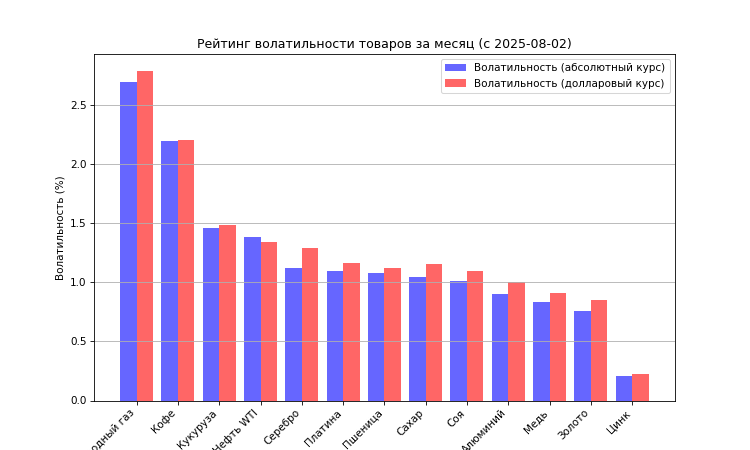 Рейтинг волатильности товаров за месяц (с 2025-08-02)
Волатильность (абсолютный курс)
Волатильность (долларовый курс)
Волатильность (%)
2.5
2.0
1.5
1.0
0.5
0.0
одный газ
Кофе
Кукуруза
Нефть WTI
Серебро
Платина
Пшеница
Сахар
Соя
Алюминий
Медь
Золото
Цинк